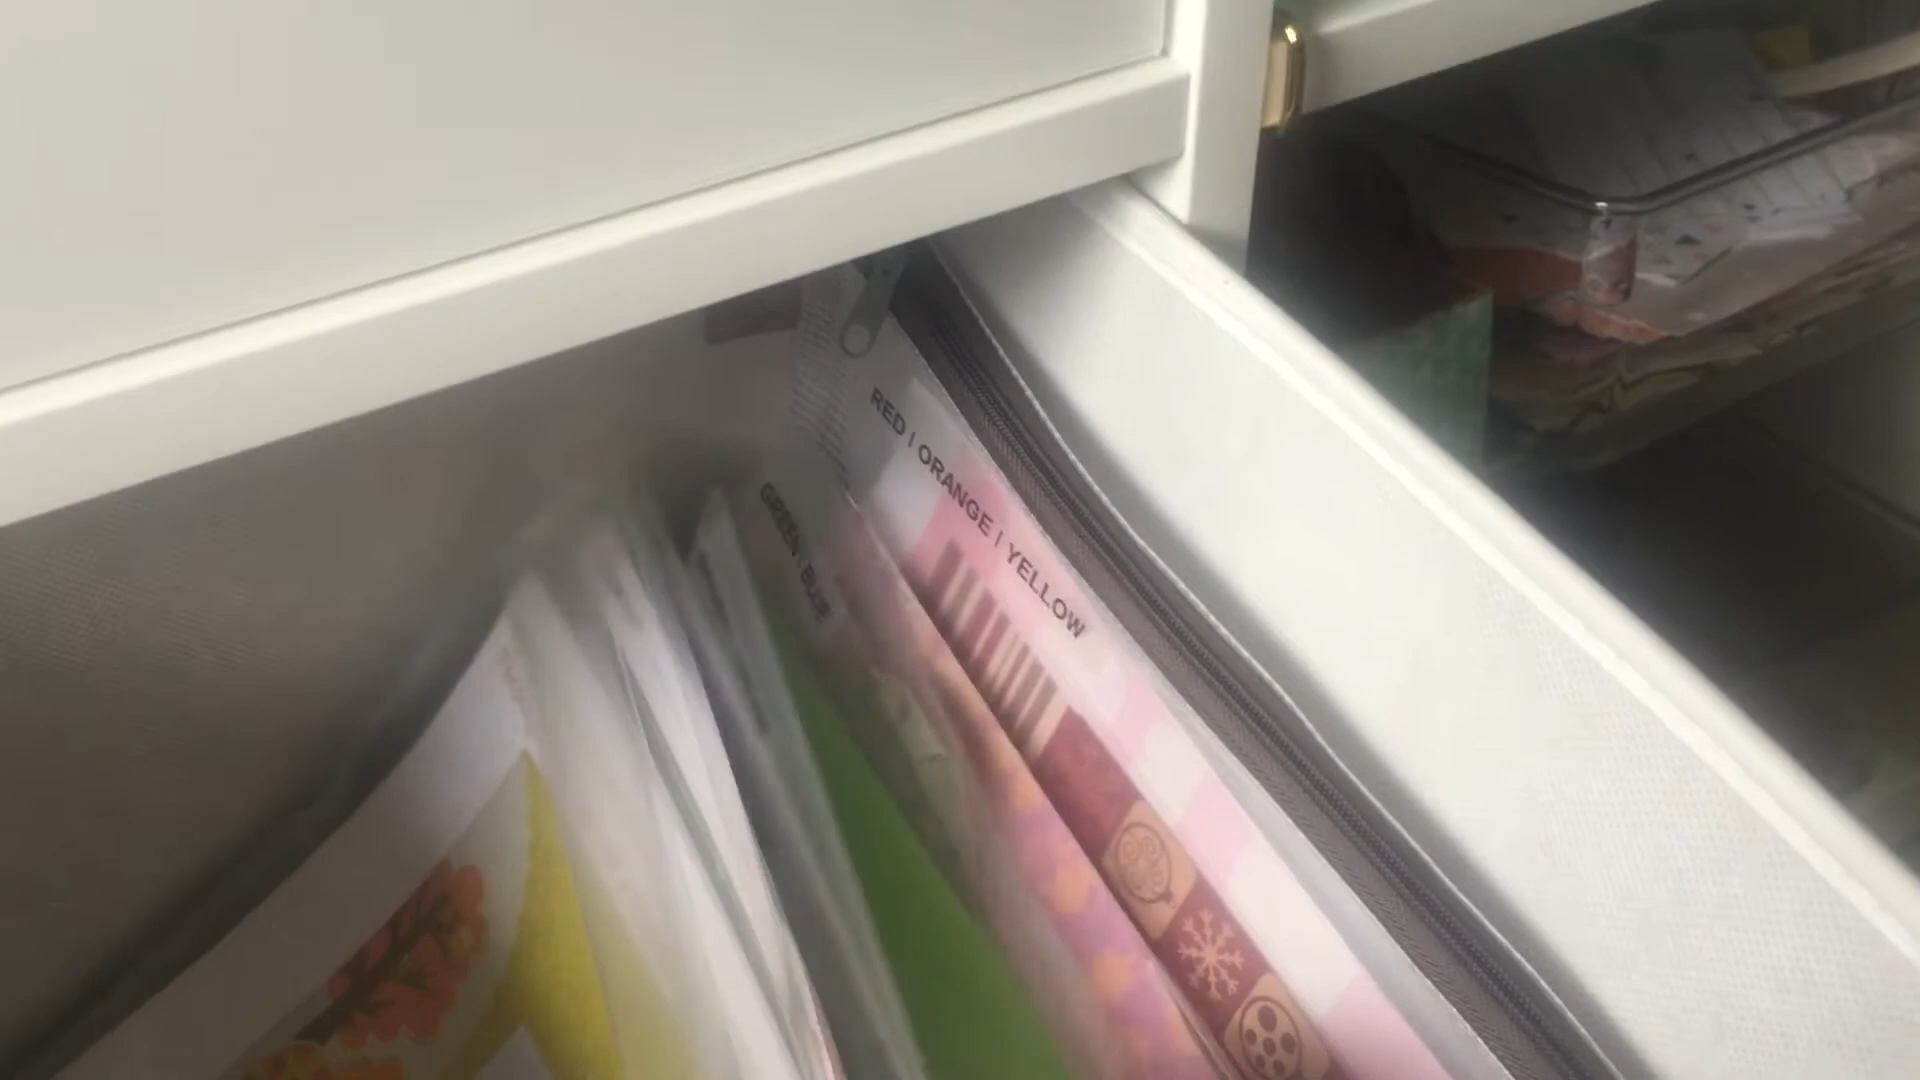 RED | ORANGE | YELLOW
GREEN | BLUE